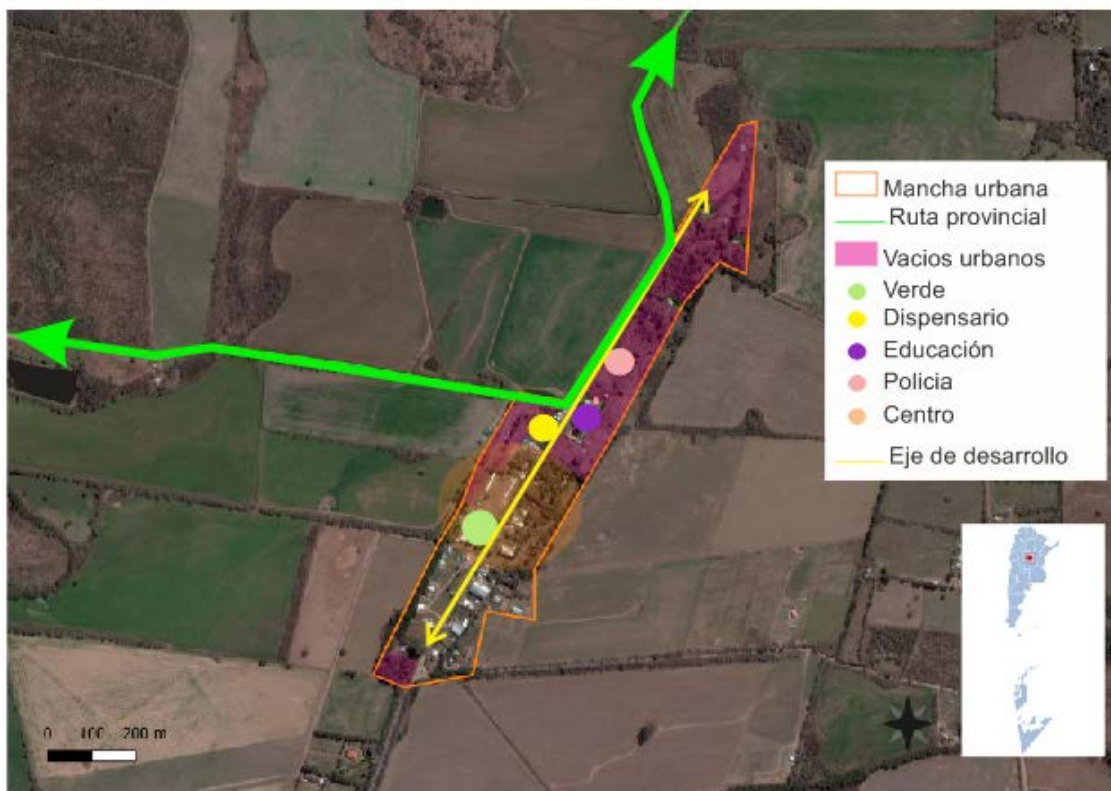 Mancha urbana
Ruta provincial
Vacios urbanos
Verde
Dispensario
Educación
Policia
Centro
Eje de desarrollo
0 100 200 m